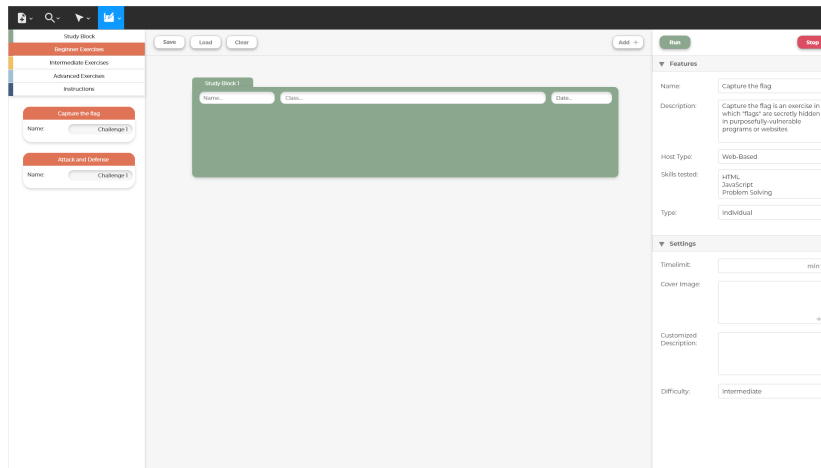 Study Block
Beginner Exercises
Intermediate Exercises
Advanced Exercises
Instructions
Capture the flag
Name: Challenge 1
Attack and Defense
Name: Challenge 1
Save Load Clear Add +
Study Block 1
Name... Class... Date...
Run Stop
Features
Name: Capture the flag
Description: Capture the flag is an exercise in
which "flags" are secretly hidden
in purposefully-vulnerable
programs or websites
Host Type: Web-Based
Skills tested: HTML
JavaScript
Problem Solving
Type: Individual
Settings
Timelimit: min
Cover Image:
Customized
Description:
Difficulty: Intermediate